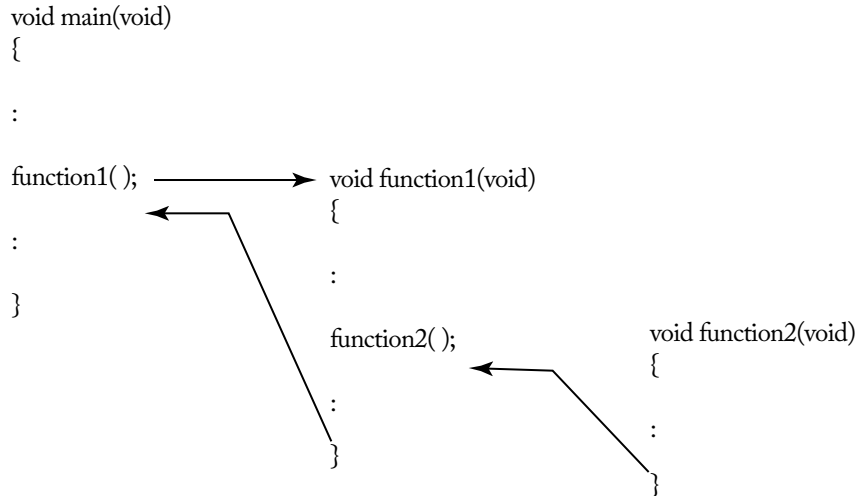 void main(void)
{
:
function1( );
:
}
void function1(void)
{
:
function2( );
:
}
void function2(void)
{
:
}